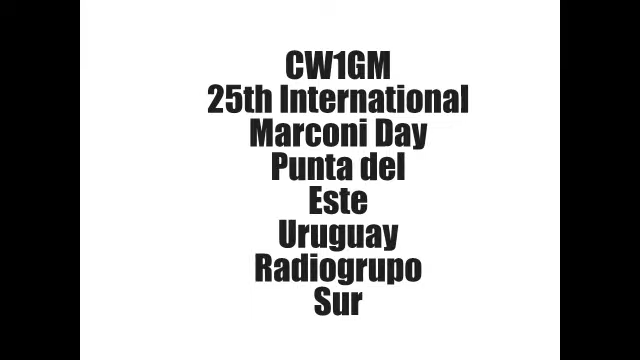 CW1GM
25th International
Marconi Day
Punta del
Este
Uruguay
Radiogrupo
Sur